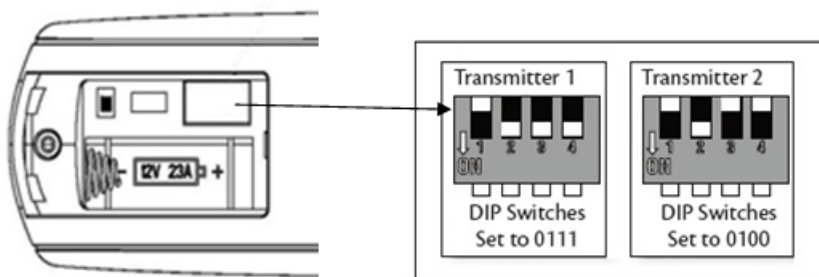 12V 23A
- +
Transmitter 1
1 2 3 4
ON
DIP Switches
Set to 0111
Transmitter 2
1 2 3 4
ON
DIP Switches
Set to 0100